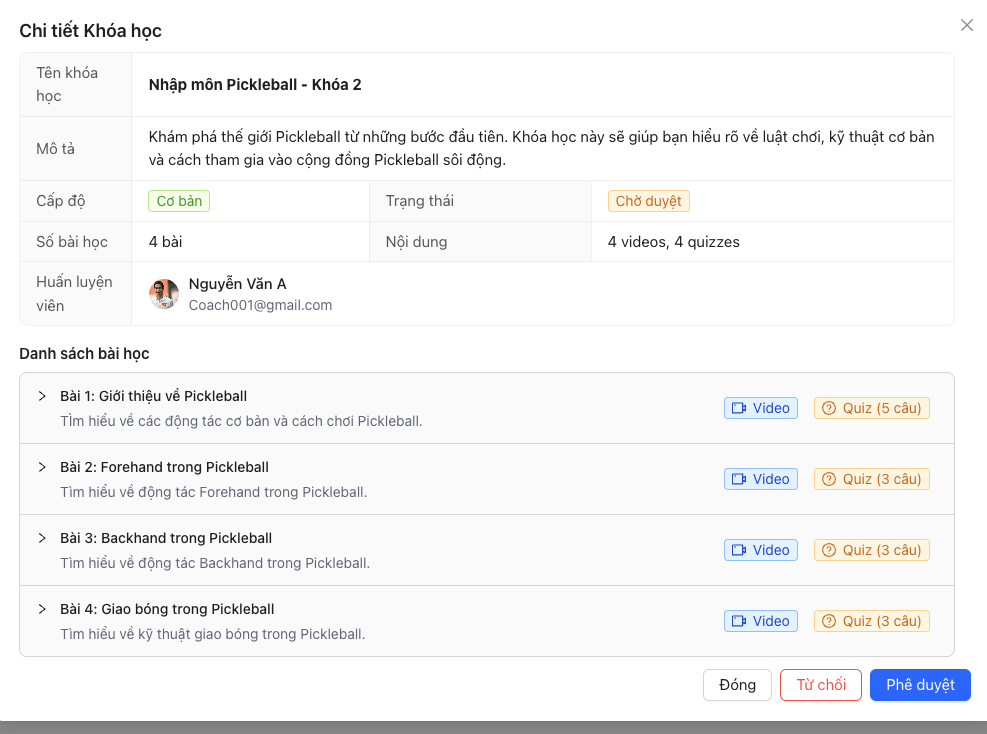 Chi tiết Khóa học
Tên khóa
học
Nhập môn Pickleball - Khóa 2
Mô tả
Khám phá thế giới Pickleball từ những bước đầu tiên. Khóa học này sẽ giúp bạn hiểu rõ về luật chơi, kỹ thuật cơ bản
và cách tham gia vào cộng đồng Pickleball sôi động.
Cấp độ
Cơ bản
Trạng thái
Chờ duyệt
Số bài học
4 bài
Nội dung
4 videos, 4 quizzes
Huấn luyện
viên
Nguyễn Văn A
Coach001@gmail.com
Danh sách bài học
Bài 1: Giới thiệu về Pickleball
TÌm hiểu về các động tác cơ bản và cách chơi Pickleball.
Video
Quiz (5 câu)
Bài 2: Forehand trong Pickleball
Tìm hiểu về động tác Forehand trong Pickleball.
Video
Quiz (3 câu)
Bài 3: Backhand trong Pickleball
Tìm hiểu về động tác Backhand trong Pickleball.
Video
Quiz (3 câu)
Bài 4: Giao bóng trong Pickleball
Tìm hiểu về kỹ thuật giao bóng trong Pickleball.
Video
Quiz (3 câu)
Đóng
Từ chối
Phê duyệt